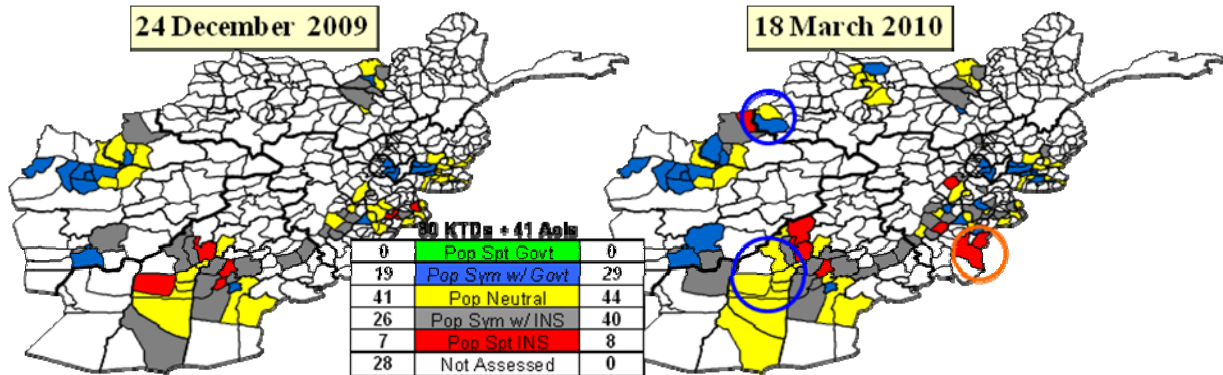 24 December 2009
18 March 2010
80 KTDs + 41 AoIs
0 Pop Spt Govt 0
19 Pop Sym w/ Govt 29
41 Pop Neutral 44
26 Pop Sym w/ INS 40
7 Pop Spt INS 8
28 Not Assessed 0